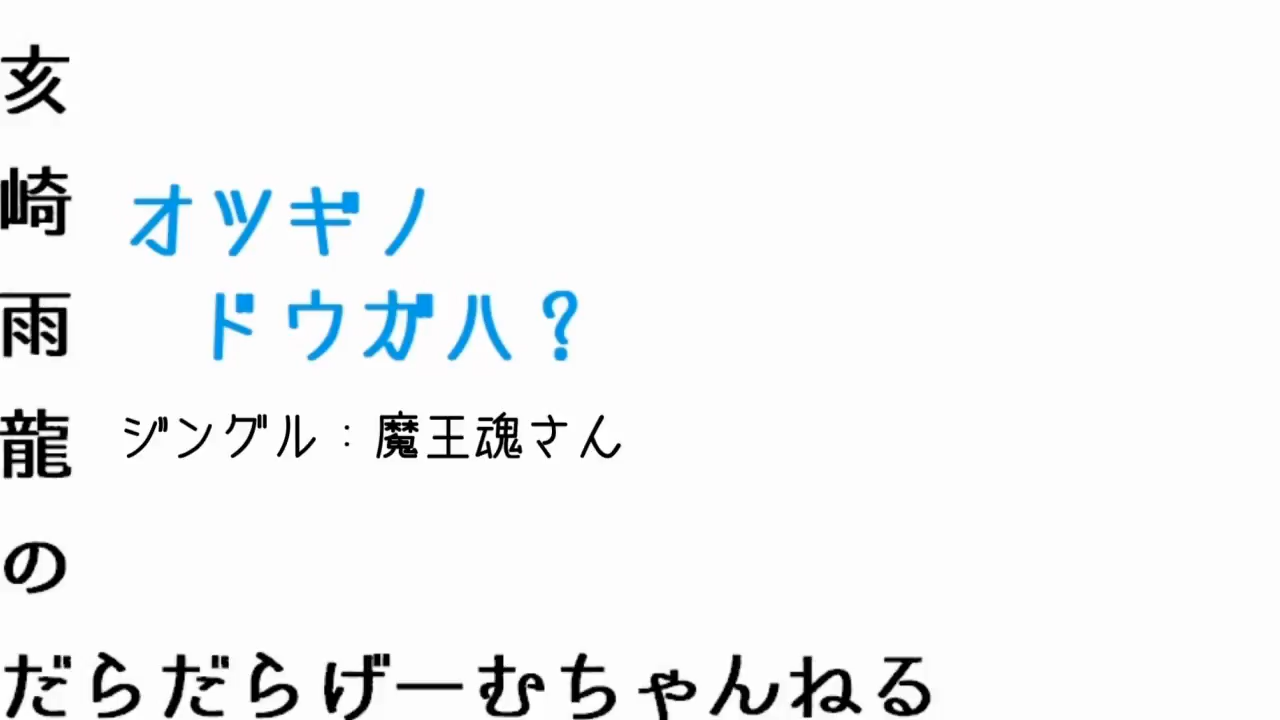 亥崎雨龍の
だらだらげーむちゃんねる
オツギノ
ドウガハ？
ジングル：魔王魂さん